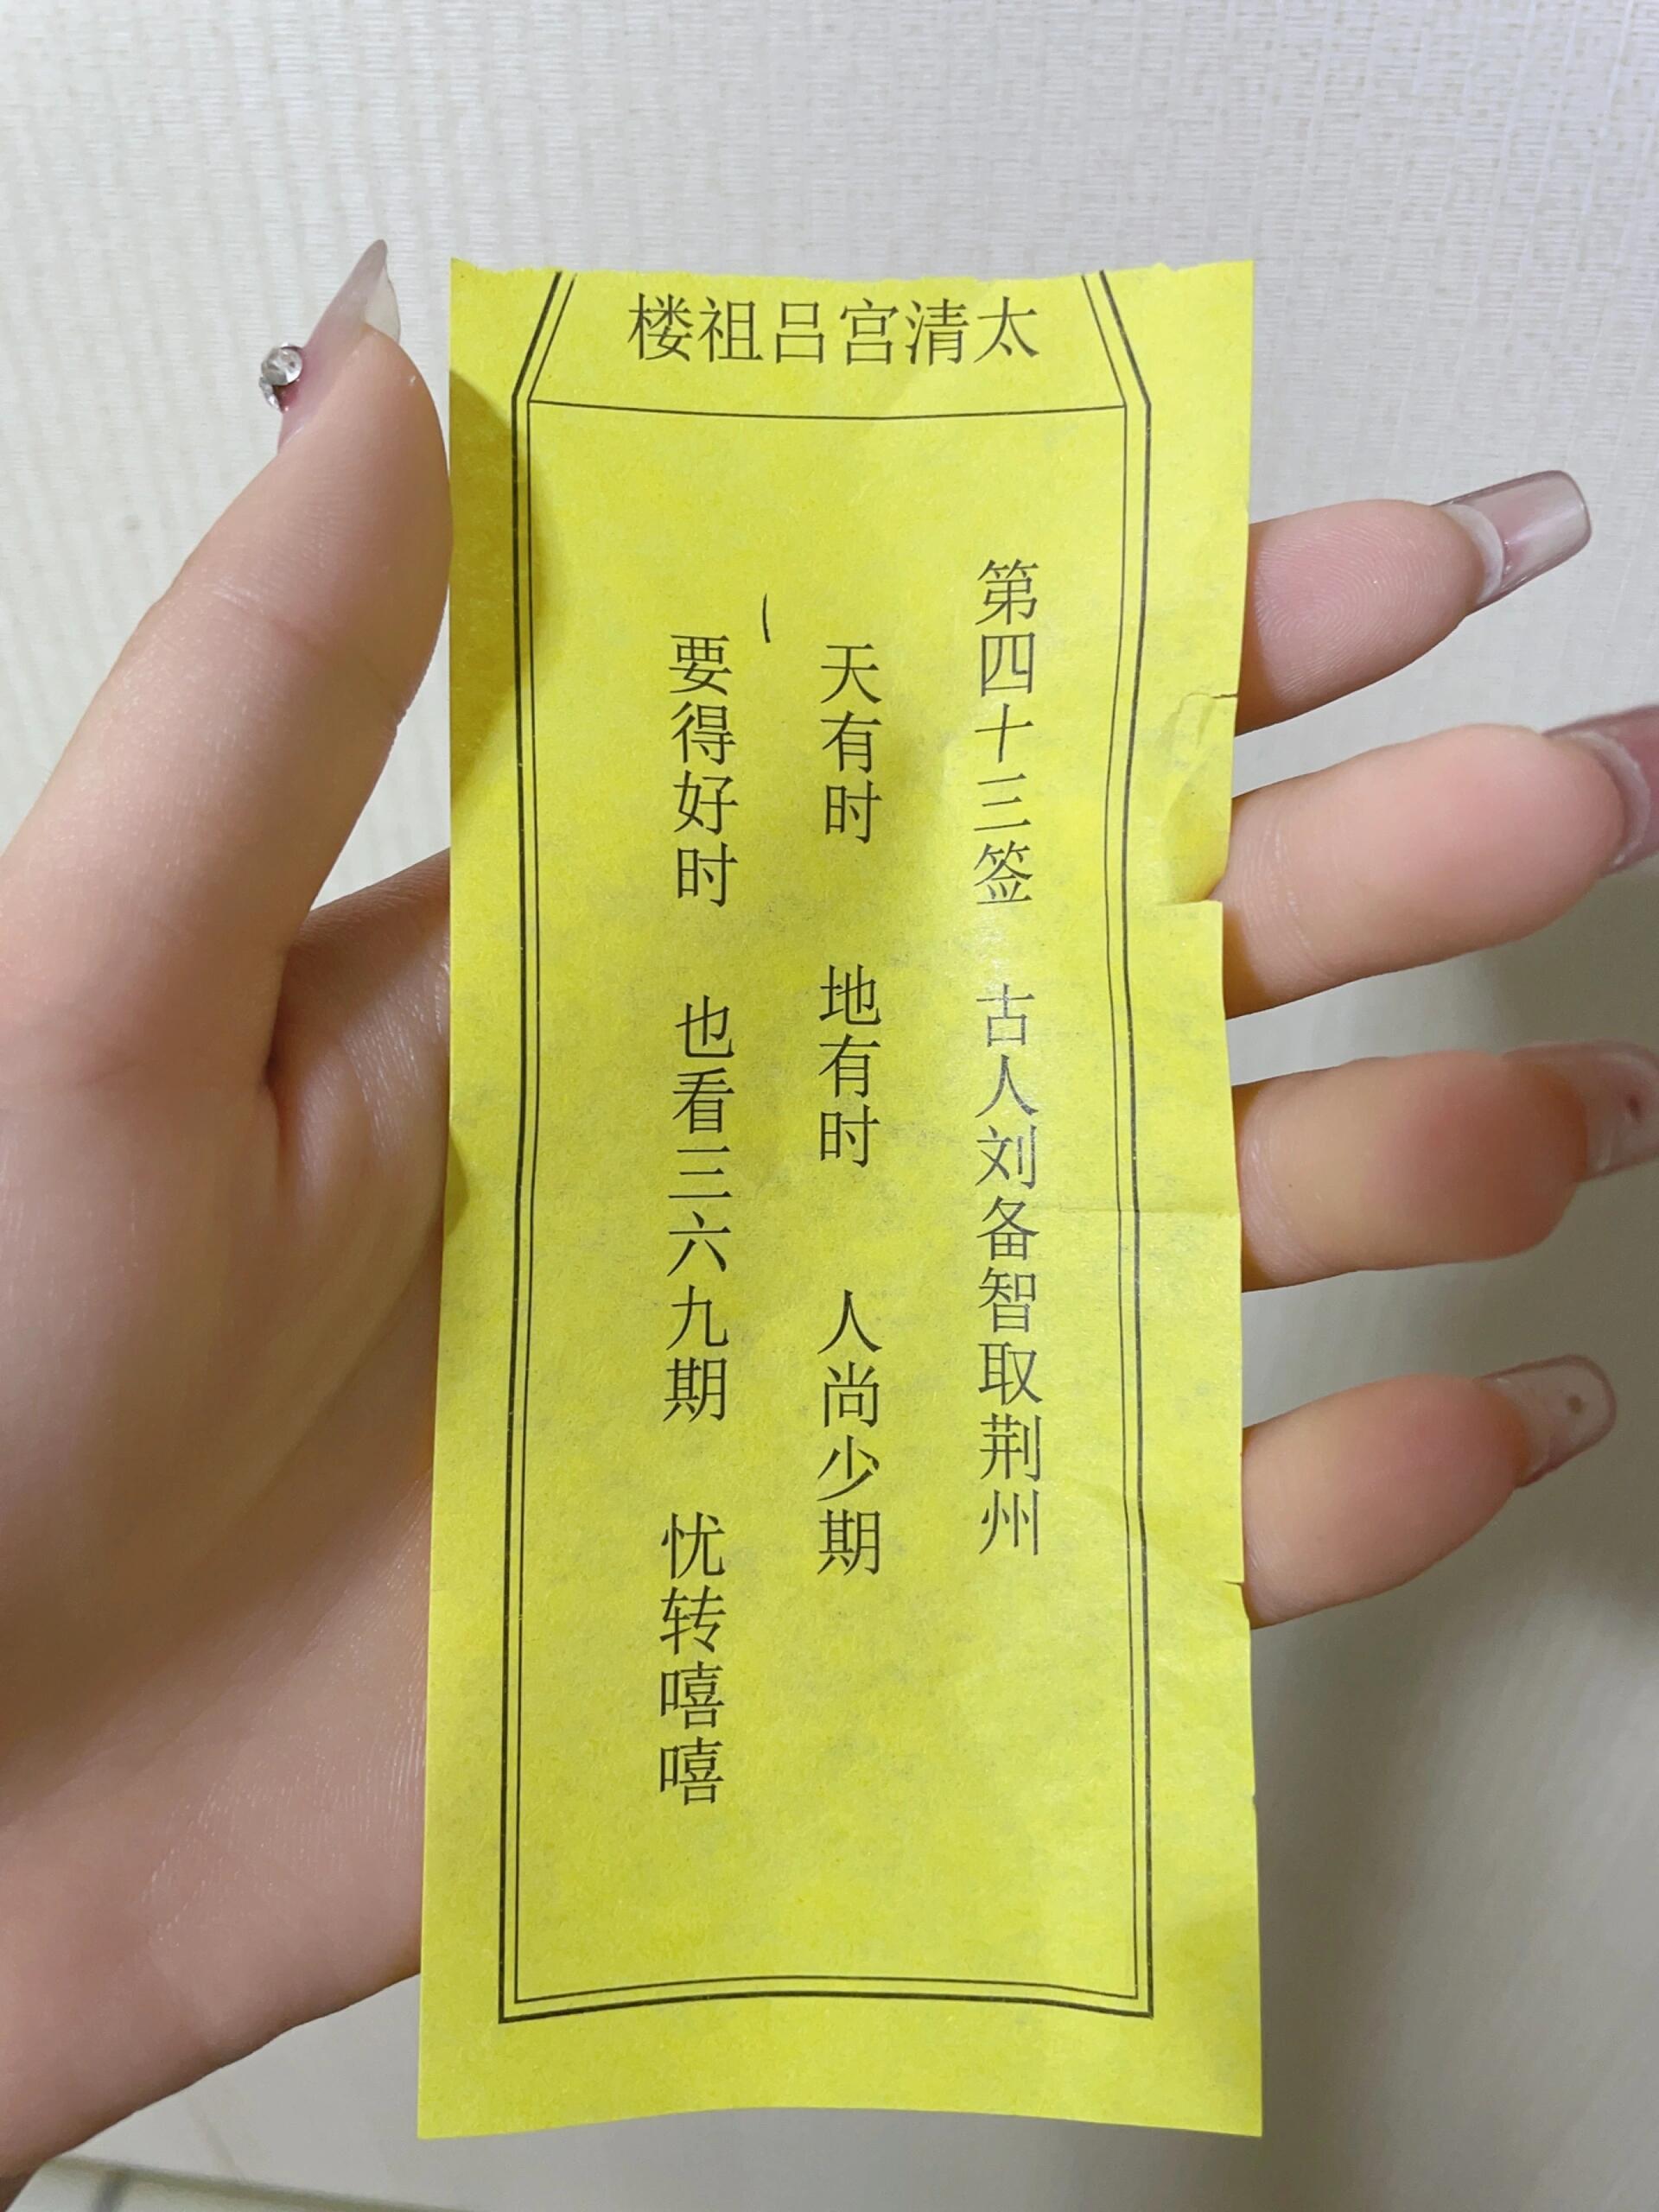 太清宫吕祖楼
第四十三签 古人刘备智取荆州
天有时 地有时 人尚少期
要得好时 也看三六九期 忧转嘻嘻